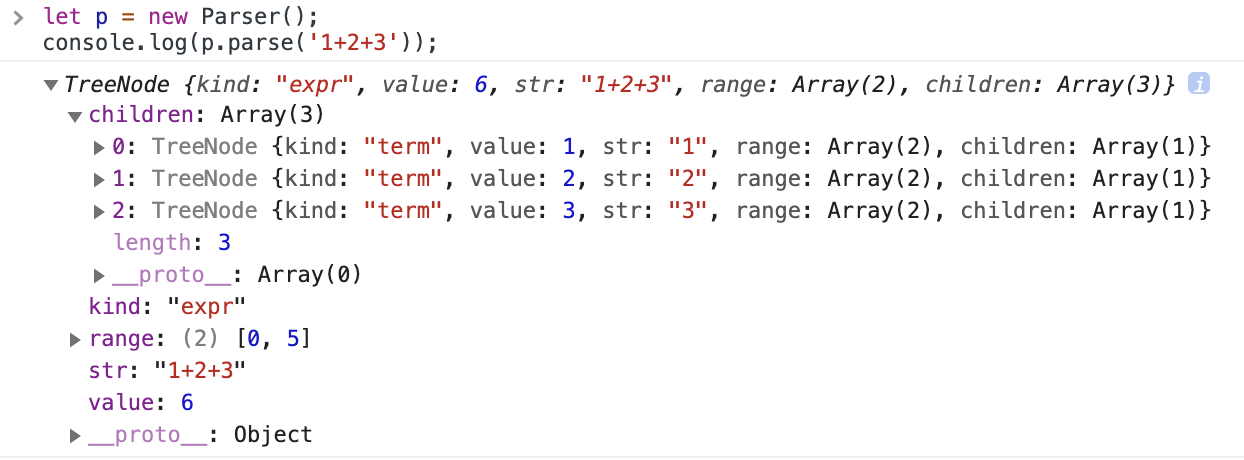 > let p = new Parser();
console.log(p.parse('1+2+3'));
▼TreeNode {kind: "expr", value: 6, str: "1+2+3", range: Array(2), children: Array(3)} i
▼children: Array(3)
▶0: TreeNode {kind: "term", value: 1, str: "1", range: Array(2), children: Array(1)}
▶1: TreeNode {kind: "term", value: 2, str: "2", range: Array(2), children: Array(1)}
▶2: TreeNode {kind: "term", value: 3, str: "3", range: Array(2), children: Array(1)}
length: 3
▶__proto__: Array(0)
kind: "expr"
▶range: (2) [0, 5]
str: "1+2+3"
value: 6
▶__proto__: Object